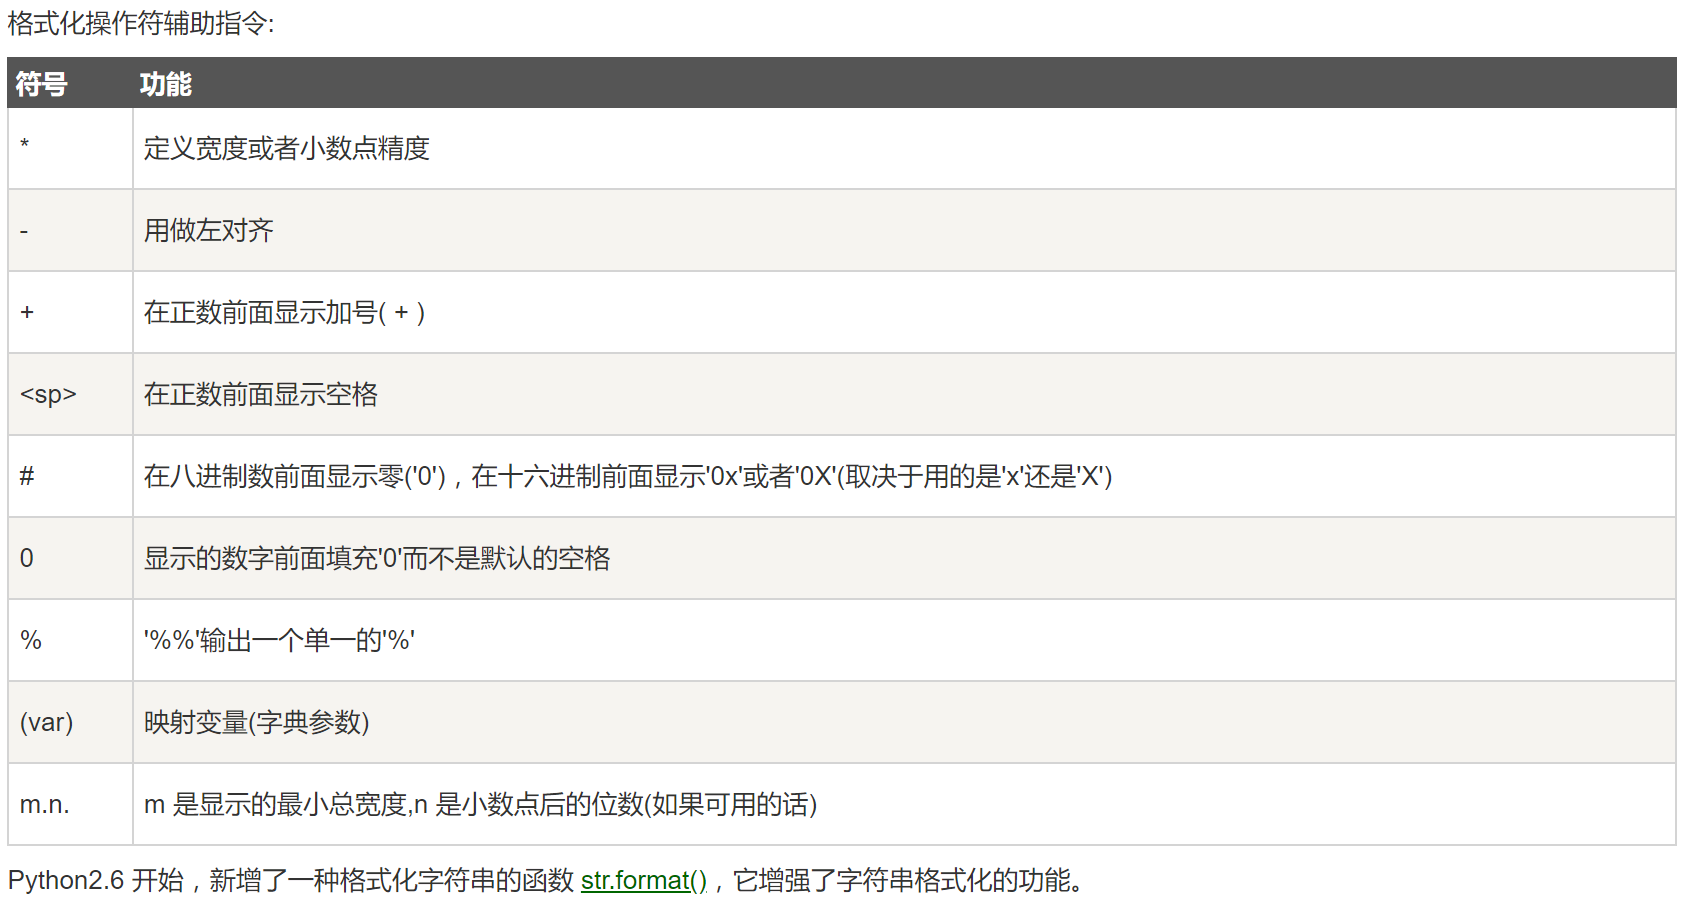 格式化操作符辅助指令:
符号 功能
* 定义宽度或者小数点精度
- 用做左对齐
+ 在正数前面显示加号( + )
<sp> 在正数前面显示空格
# 在八进制数前面显示零('0')，在十六进制前面显示'0x'或者'0X'(取决于用的是'x'还是'X')
0 显示的数字前面填充'0'而不是默认的空格
% '%%'输出一个单一的'%'
(var) 映射变量(字典参数)
m.n. m 是显示的最小总宽度,n 是小数点后的位数(如果可用的话)
Python2.6 开始，新增了一种格式化字符串的函数 str.format()，它增强了字符串格式化的功能。